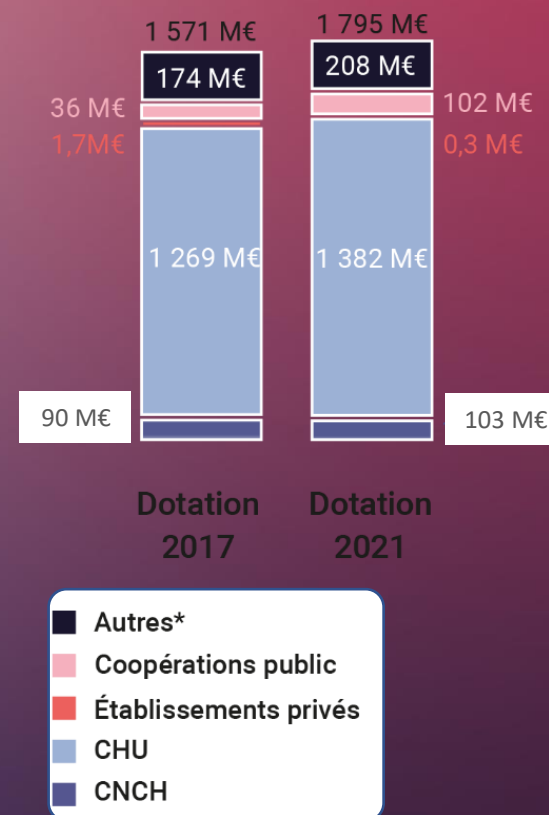 1 571 M€
1 795 M€
174 M€
208 M€
36 M€
102 M€
1,7M€
0,3 M€
1 269 M€
1 382 M€
90 M€
103 M€
Dotation
2017
Dotation
2021
Autres*
Coopérations public
Établissements privés
CHU
CNCH